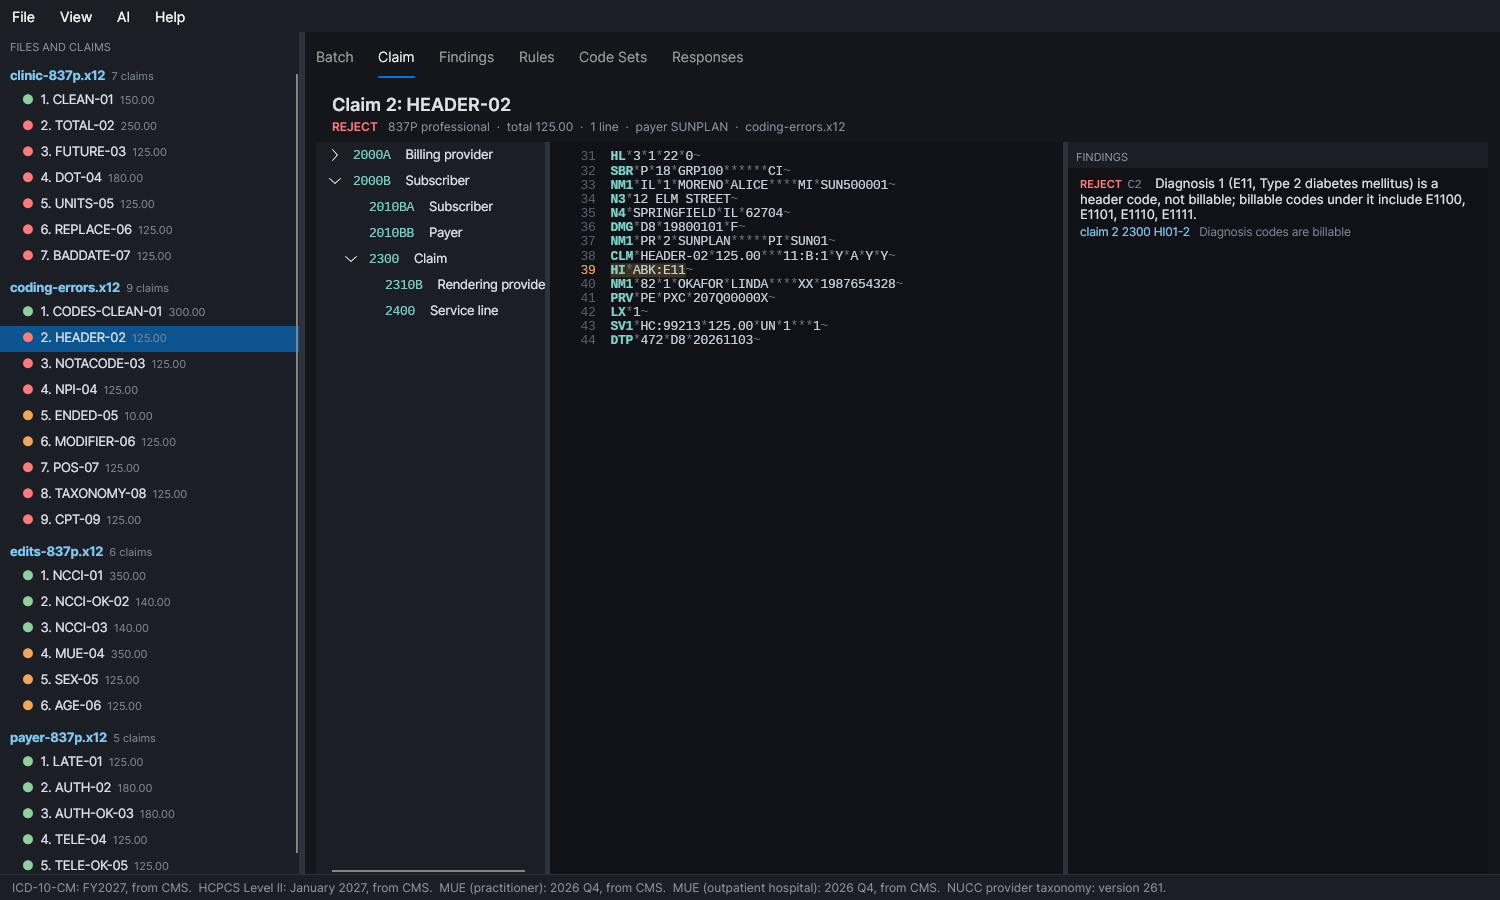 File View AI Help
FILES AND CLAIMS
clinic-837p.x12 7 claims
1. CLEAN-01 150.00
2. TOTAL-02 250.00
3. FUTURE-03 125.00
4. DOT-04 180.00
5. UNITS-05 125.00
6. REPLACE-06 125.00
7. BADDATE-07 125.00
coding-errors.x12 9 claims
1. CODES-CLEAN-01 300.00
2. HEADER-02 125.00
3. NOTACODE-03 125.00
4. NPI-04 125.00
5. ENDED-05 10.00
6. MODIFIER-06 125.00
7. POS-07 125.00
8. TAXONOMY-08 125.00
9. CPT-09 125.00
edits-837p.x12 6 claims
1. NCCI-01 350.00
2. NCCI-OK-02 140.00
3. NCCI-03 140.00
4. MUE-04 350.00
5. SEX-05 125.00
6. AGE-06 125.00
payer-837p.x12 5 claims
1. LATE-01 125.00
2. AUTH-02 180.00
3. AUTH-OK-03 180.00
4. TELE-04 125.00
5. TELE-OK-05 125.00
Batch Claim Findings Rules Code Sets Responses
Claim 2: HEADER-02
REJECT 837P professional · total 125.00 · 1 line · payer SUNPLAN · coding-errors.x12
2000A Billing provider
2000B Subscriber
2010BA Subscriber
2010BB Payer
2300 Claim
2310B Rendering provide
2400 Service line
31 HL*3*1*22*0~
32 SBR*P*18*GRP100******CI~
33 NM1*IL*1*MORENO*ALICE****MI*SUN500001~
34 N3*12 ELM STREET~
35 N4*SPRINGFIELD*IL*62704~
36 DMG*D8*19800101*F~
37 NM1*PR*2*SUNPLAN*****PI*SUN01~
38 CLM*HEADER-02*125.00***11:B:1*Y*A*Y*Y~
39 HI*ABK:E11~
40 NM1*82*1*OKAFOR*LINDA****XX*1987654328~
41 PRV*PE*PXC*207Q00000X~
42 LX*1~
43 SV1*HC:99213*125.00*UN*1***1~
44 DTP*472*D8*20261103~
FINDINGS
REJECT C2 Diagnosis 1 (E11, Type 2 diabetes mellitus) is a
header code, not billable; billable codes under it include E1100,
E1101, E1110, E1111.
claim 2 2300 HI01-2 Diagnosis codes are billable
ICD-10-CM: FY2027, from CMS. HCPCS Level II: January 2027, from CMS. MUE (practitioner): 2026 Q4, from CMS. MUE (outpatient hospital): 2026 Q4, from CMS. NUCC provider taxonomy: version 261.